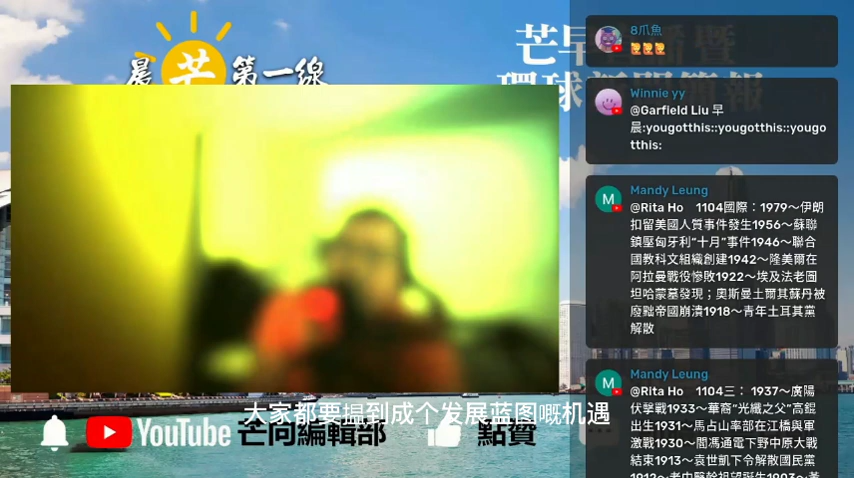 晨芒第一線
芒早
環球新聞簡報
8爪魚
Winnie yy
@Garfield Liu 早
晨:yougotthis::yougotthis::yougo
tthis:
Mandy Leung
@Rita Ho 1104國際：1979～伊朗
扣留美國人質事件發生1956～蘇聯
鎮壓匈牙利“十月”事件1946～聯合
國教科文組織創建1942～隆美爾在
阿拉曼戰役慘敗1922～埃及法老圖
坦哈蒙墓發現；奧斯曼土爾其蘇丹被
廢黜帝國崩潰1918～青年土耳其黨
解散
Mandy Leung
@Rita Ho 1104三： 1937～廣陽
伏擊戰1933～華裔“光纖之父”高錕
出生1931～馬占山率部在江橋與軍
激戰1930～閻馮通電下野中原大戰
結束1913～袁世凱下令解散國民黨
大家都要揾到成个发展蓝图嘅机遇
YouTube 芒向編輯部 點贊